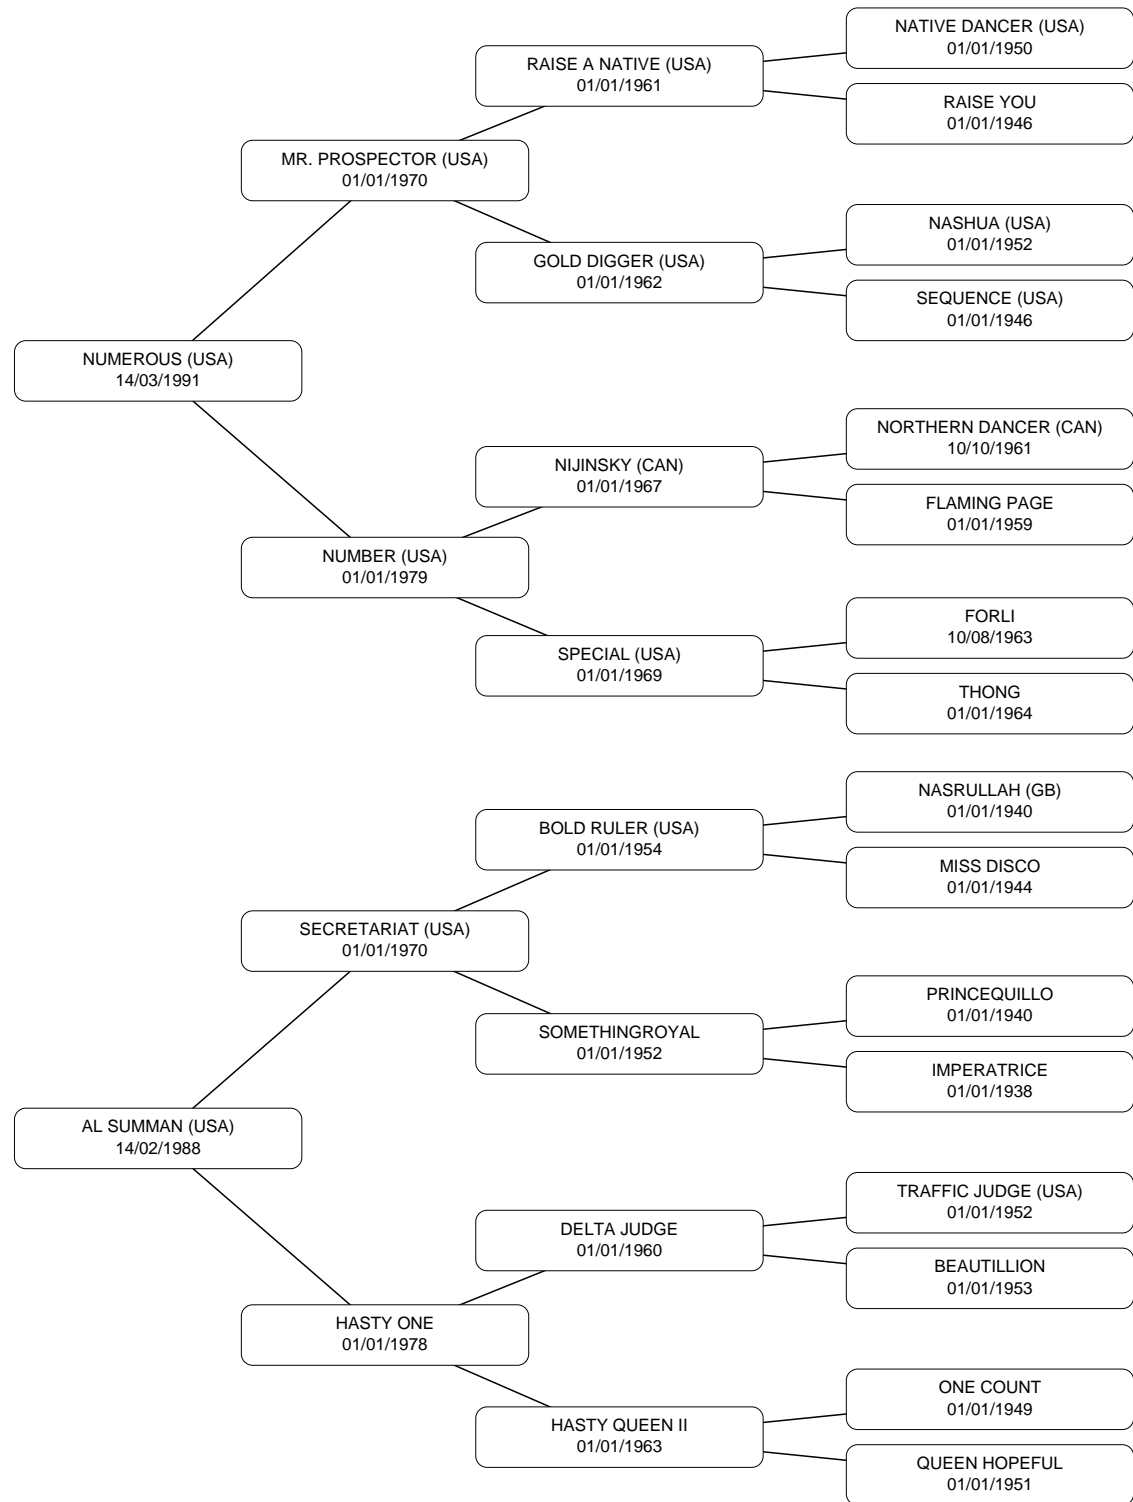 NATIVE DANCER (USA)
01/01/1950
RAISE A NATIVE (USA)
01/01/1961
RAISE YOU
01/01/1946
MR. PROSPECTOR (USA)
01/01/1970
NASHUA (USA)
01/01/1952
GOLD DIGGER (USA)
01/01/1962
SEQUENCE (USA)
01/01/1946
NUMEROUS (USA)
14/03/1991
NORTHERN DANCER (CAN)
10/10/1961
NIJINSKY (CAN)
01/01/1967
FLAMING PAGE
01/01/1959
NUMBER (USA)
01/01/1979
FORLI
10/08/1963
SPECIAL (USA)
01/01/1969
THONG
01/01/1964
NASRULLAH (GB)
01/01/1940
BOLD RULER (USA)
01/01/1954
MISS DISCO
01/01/1944
SECRETARIAT (USA)
01/01/1970
PRINCEQUILLO
01/01/1940
SOMETHINGROYAL
01/01/1952
IMPERATRICE
01/01/1938
AL SUMMAN (USA)
14/02/1988
TRAFFIC JUDGE (USA)
01/01/1952
DELTA JUDGE
01/01/1960
BEAUTILLION
01/01/1953
HASTY ONE
01/01/1978
ONE COUNT
01/01/1949
HASTY QUEEN II
01/01/1963
QUEEN HOPEFUL
01/01/1951